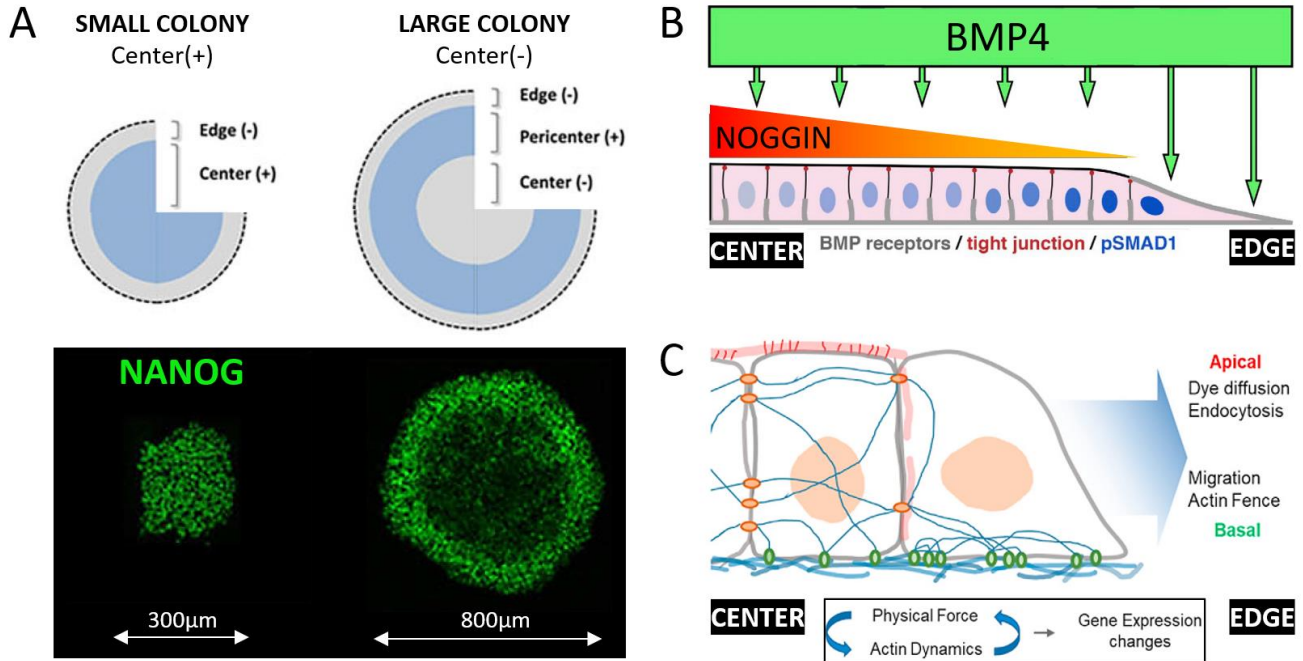 A
SMALL COLONY
Center(+)
Edge (-)
Center (+)
LARGE COLONY
Center(-)
Edge (-)
Pericenter (+)
Center (-)
NANOG
300µm
800µm
B
BMP4
NOGGIN
CENTER
BMP receptors / tight junction / pSMAD1
EDGE
C
Apical
Dye diffusion
Endocytosis
Migration
Actin Fence
Basal
CENTER
Physical Force
Actin Dynamics
Gene Expression
changes
EDGE